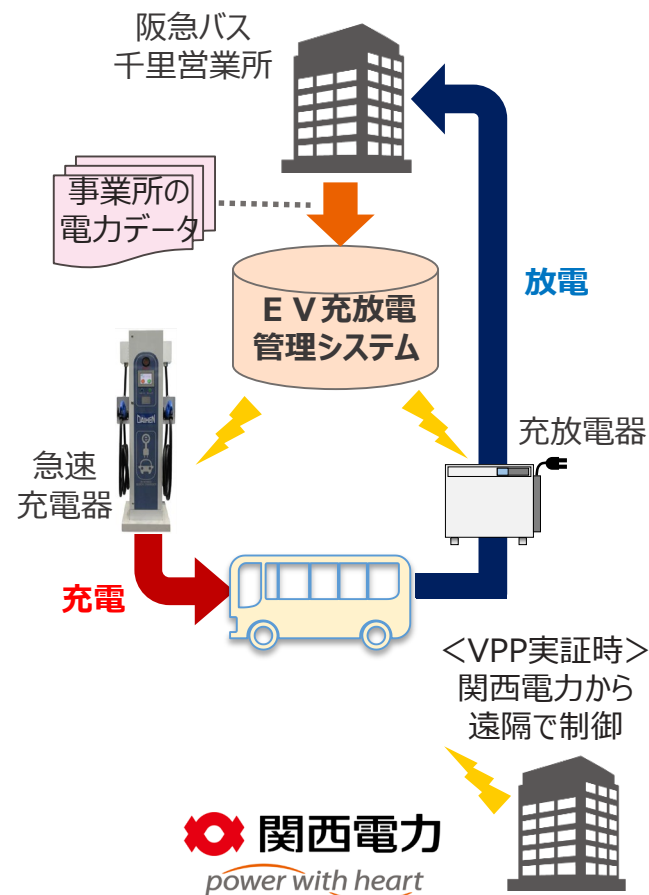 阪急バス
千里営業所
事業所の
電力データ
ＥＶ充放電
管理システム
放電
充放電器
DAIHEN
急速
充電器
充電
＜VPP実証時＞
関西電力から
遠隔で制御
関西電力
power with heart